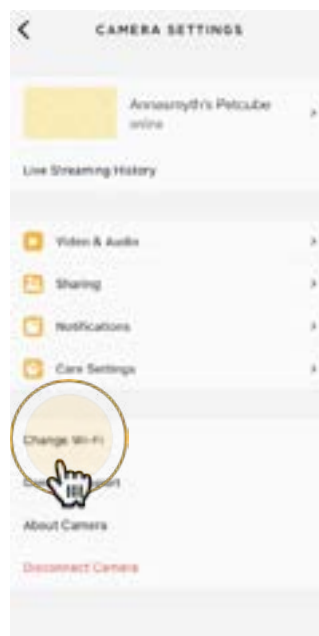 CAMERA SETTINGS
Annasmyth's Petcube
online
Live Streaming History
Video & Audio
Sharing
Notifications
Care Settings
Change Wi-Fi
About Camera
Disconnect Camera